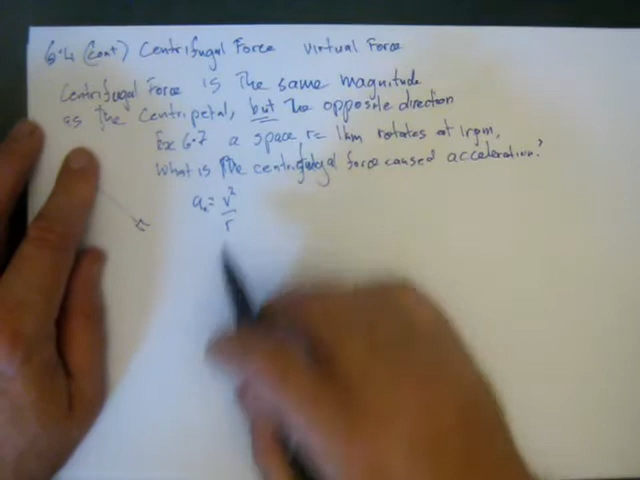 6.4 (cont) Centrifugal Force virtual Force
Centrifugal Force is The same magnitude
as the Centripetal, but The opposite direction
Ex 6.7 a space r= 1km rotates at 1rpm,
what is The centrifugal force caused acceleration?
a = v²
r